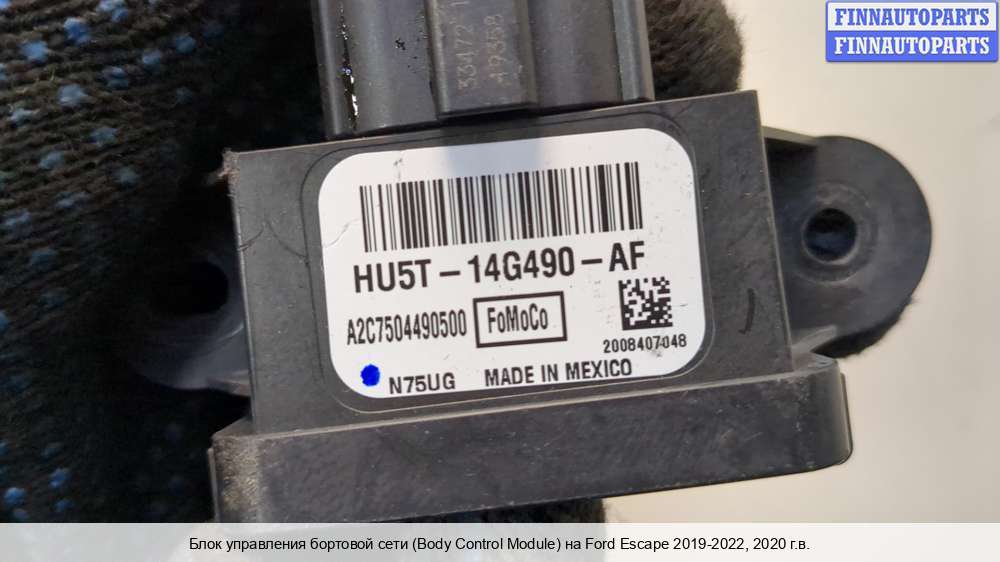 FINNAUTOPARTS
FINNAUTOPARTS
HU5T-14G490-AF
A2C7504490500 FoMoCo
2008407048
N75UG MADE IN MEXICO
Блок управления бортовой сети (Body Control Module) на Ford Escape 2019-2022, 2020 г.в.